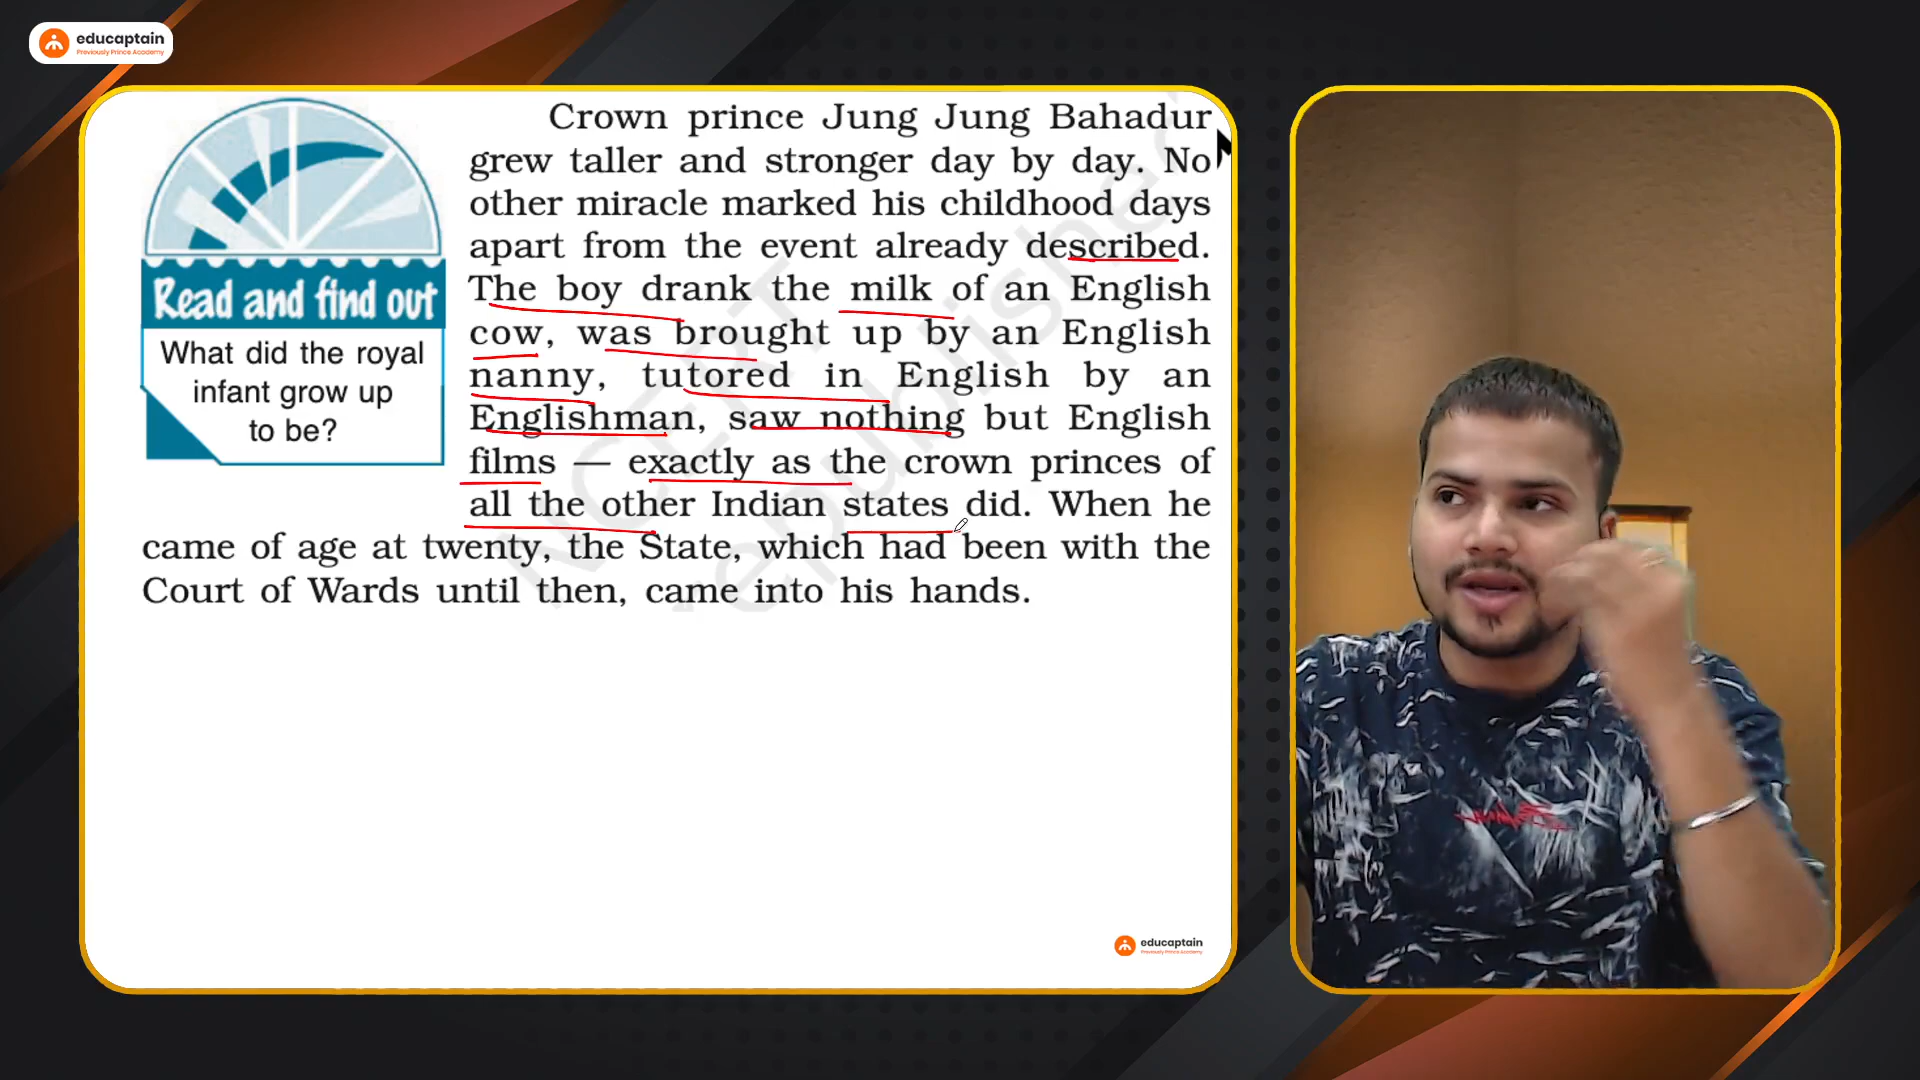 educaptain
Previously Prince Academy
Read and find out
What did the royal
infant grow up
to be?
Crown prince Jung Jung Bahadur
grew taller and stronger day by day. No
other miracle marked his childhood days
apart from the event already described.
The boy drank the milk of an English
cow, was brought up by an English
nanny, tutored in English by an
Englishman, saw nothing but English
films — exactly as the crown princes of
all the other Indian states did. When he
came of age at twenty, the State, which had been with the
Court of Wards until then, came into his hands.
NCERT
republished
educaptain
Previously Prince Academy